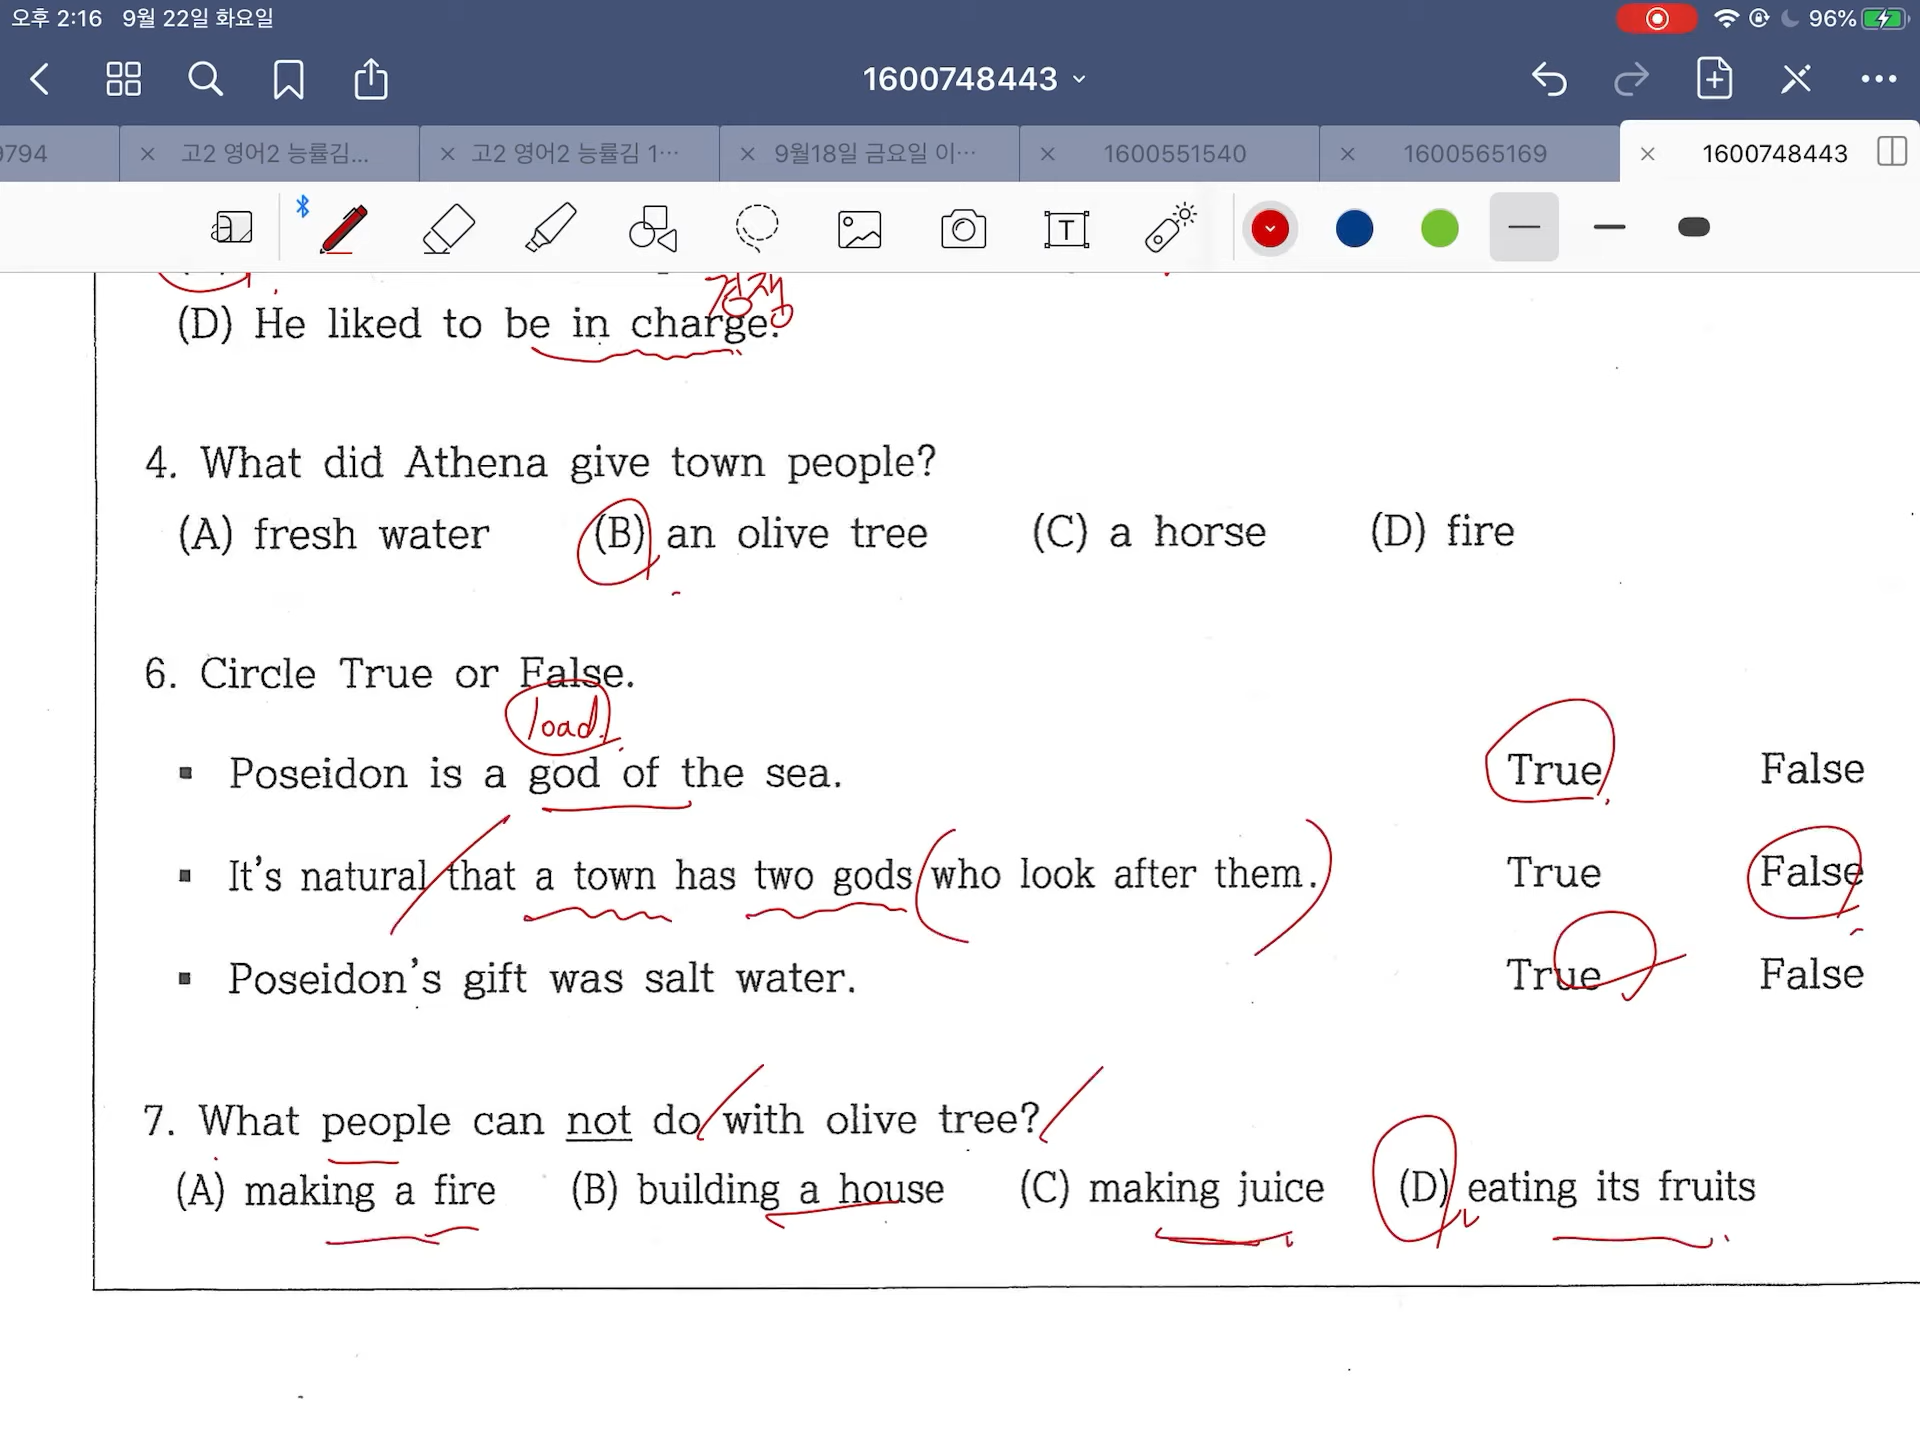 오후 2:16 9월 22일 화요일 96%
1600748443
9794 고2 영어2 능률김... 고2 영어2 능률김 1... 9월18일 금요일 이... 1600551540 1600565169 1600748443
경쟁
(D) He liked to be in charge.
4. What did Athena give town people?
(A) fresh water (B) an olive tree (C) a horse (D) fire
6. Circle True or False.
load
Poseidon is a god of the sea. True False
It's natural that a town has two gods who look after them. True False
Poseidon's gift was salt water. True False
7. What people can not do with olive tree?
(A) making a fire (B) building a house (C) making juice (D) eating its fruits